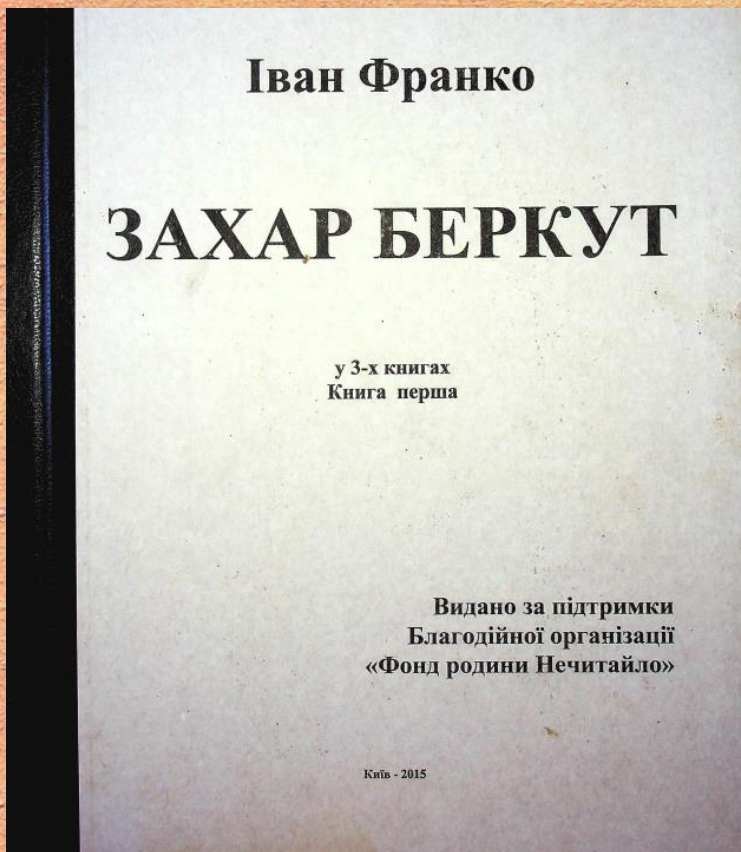 Іван Франко
ЗАХАР БЕРКУТ
у 3-х книгах
Книга перша
Видано за підтримки
Благодійної організації
«Фонд родини Нечитайло»
Київ - 2015